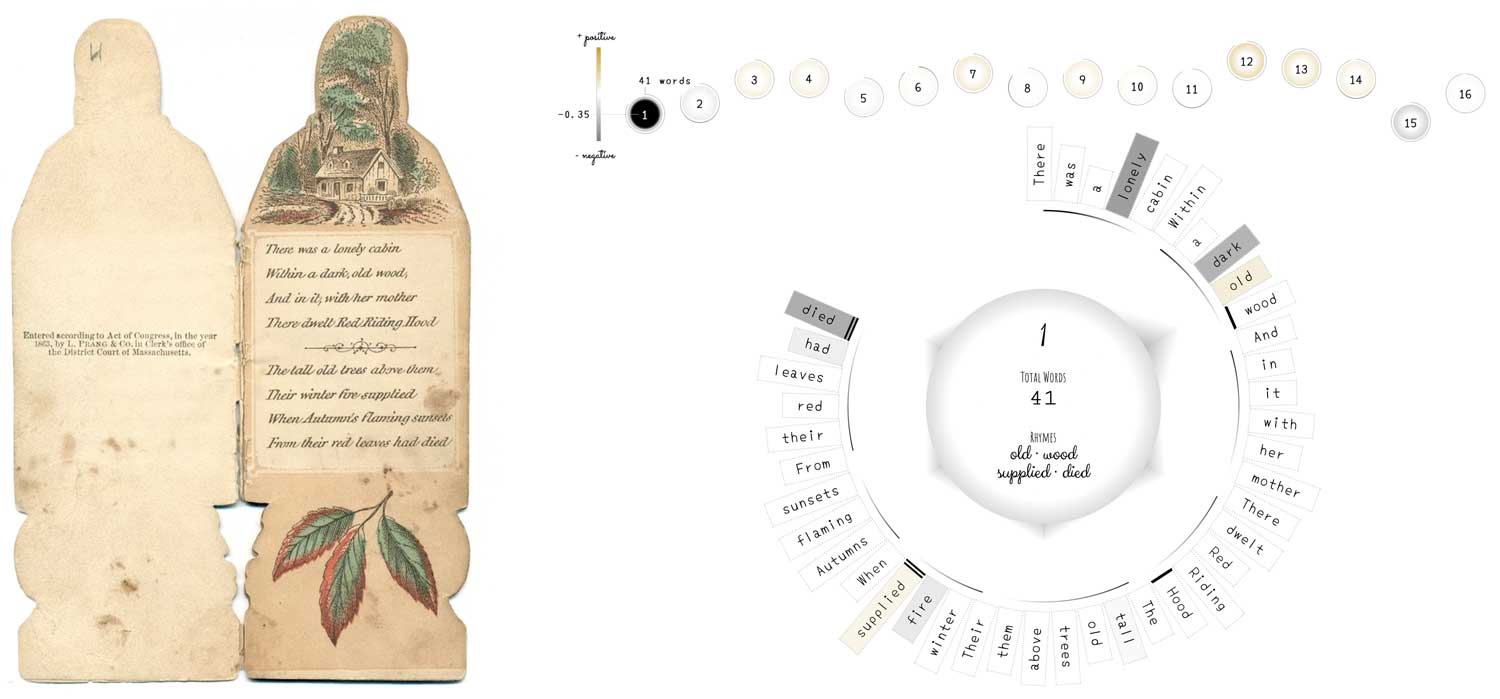 Entered according to Act of Congress, in the year
1863, by L. PRANG & Co. in Clerk's office of
the District Court of Massachusetts.
There was a lonely cabin
Within a dark, old wood,
And in it, with her mother
There dwelt Red Riding Hood
The tall old trees above them
Their winter fire supplied
When Autumn's flaming sunsets
From their red leaves had died
+ positive
41 words
-0.35
- negative
1
2
3
4
5
6
7
8
9
10
11
12
13
14
15
16
There
was
a
lonely
cabin
Within
a
dark
old
wood
And
in
it
with
her
mother
There
dwelt
Red
Riding
Hood
The
tall
old
trees
above
them
Their
winter
fire
supplied
When
Autumns
flaming
sunsets
From
their
red
leaves
had
died
1
TOTAL WORDS
41
RHYMES
old · wood
supplied · died